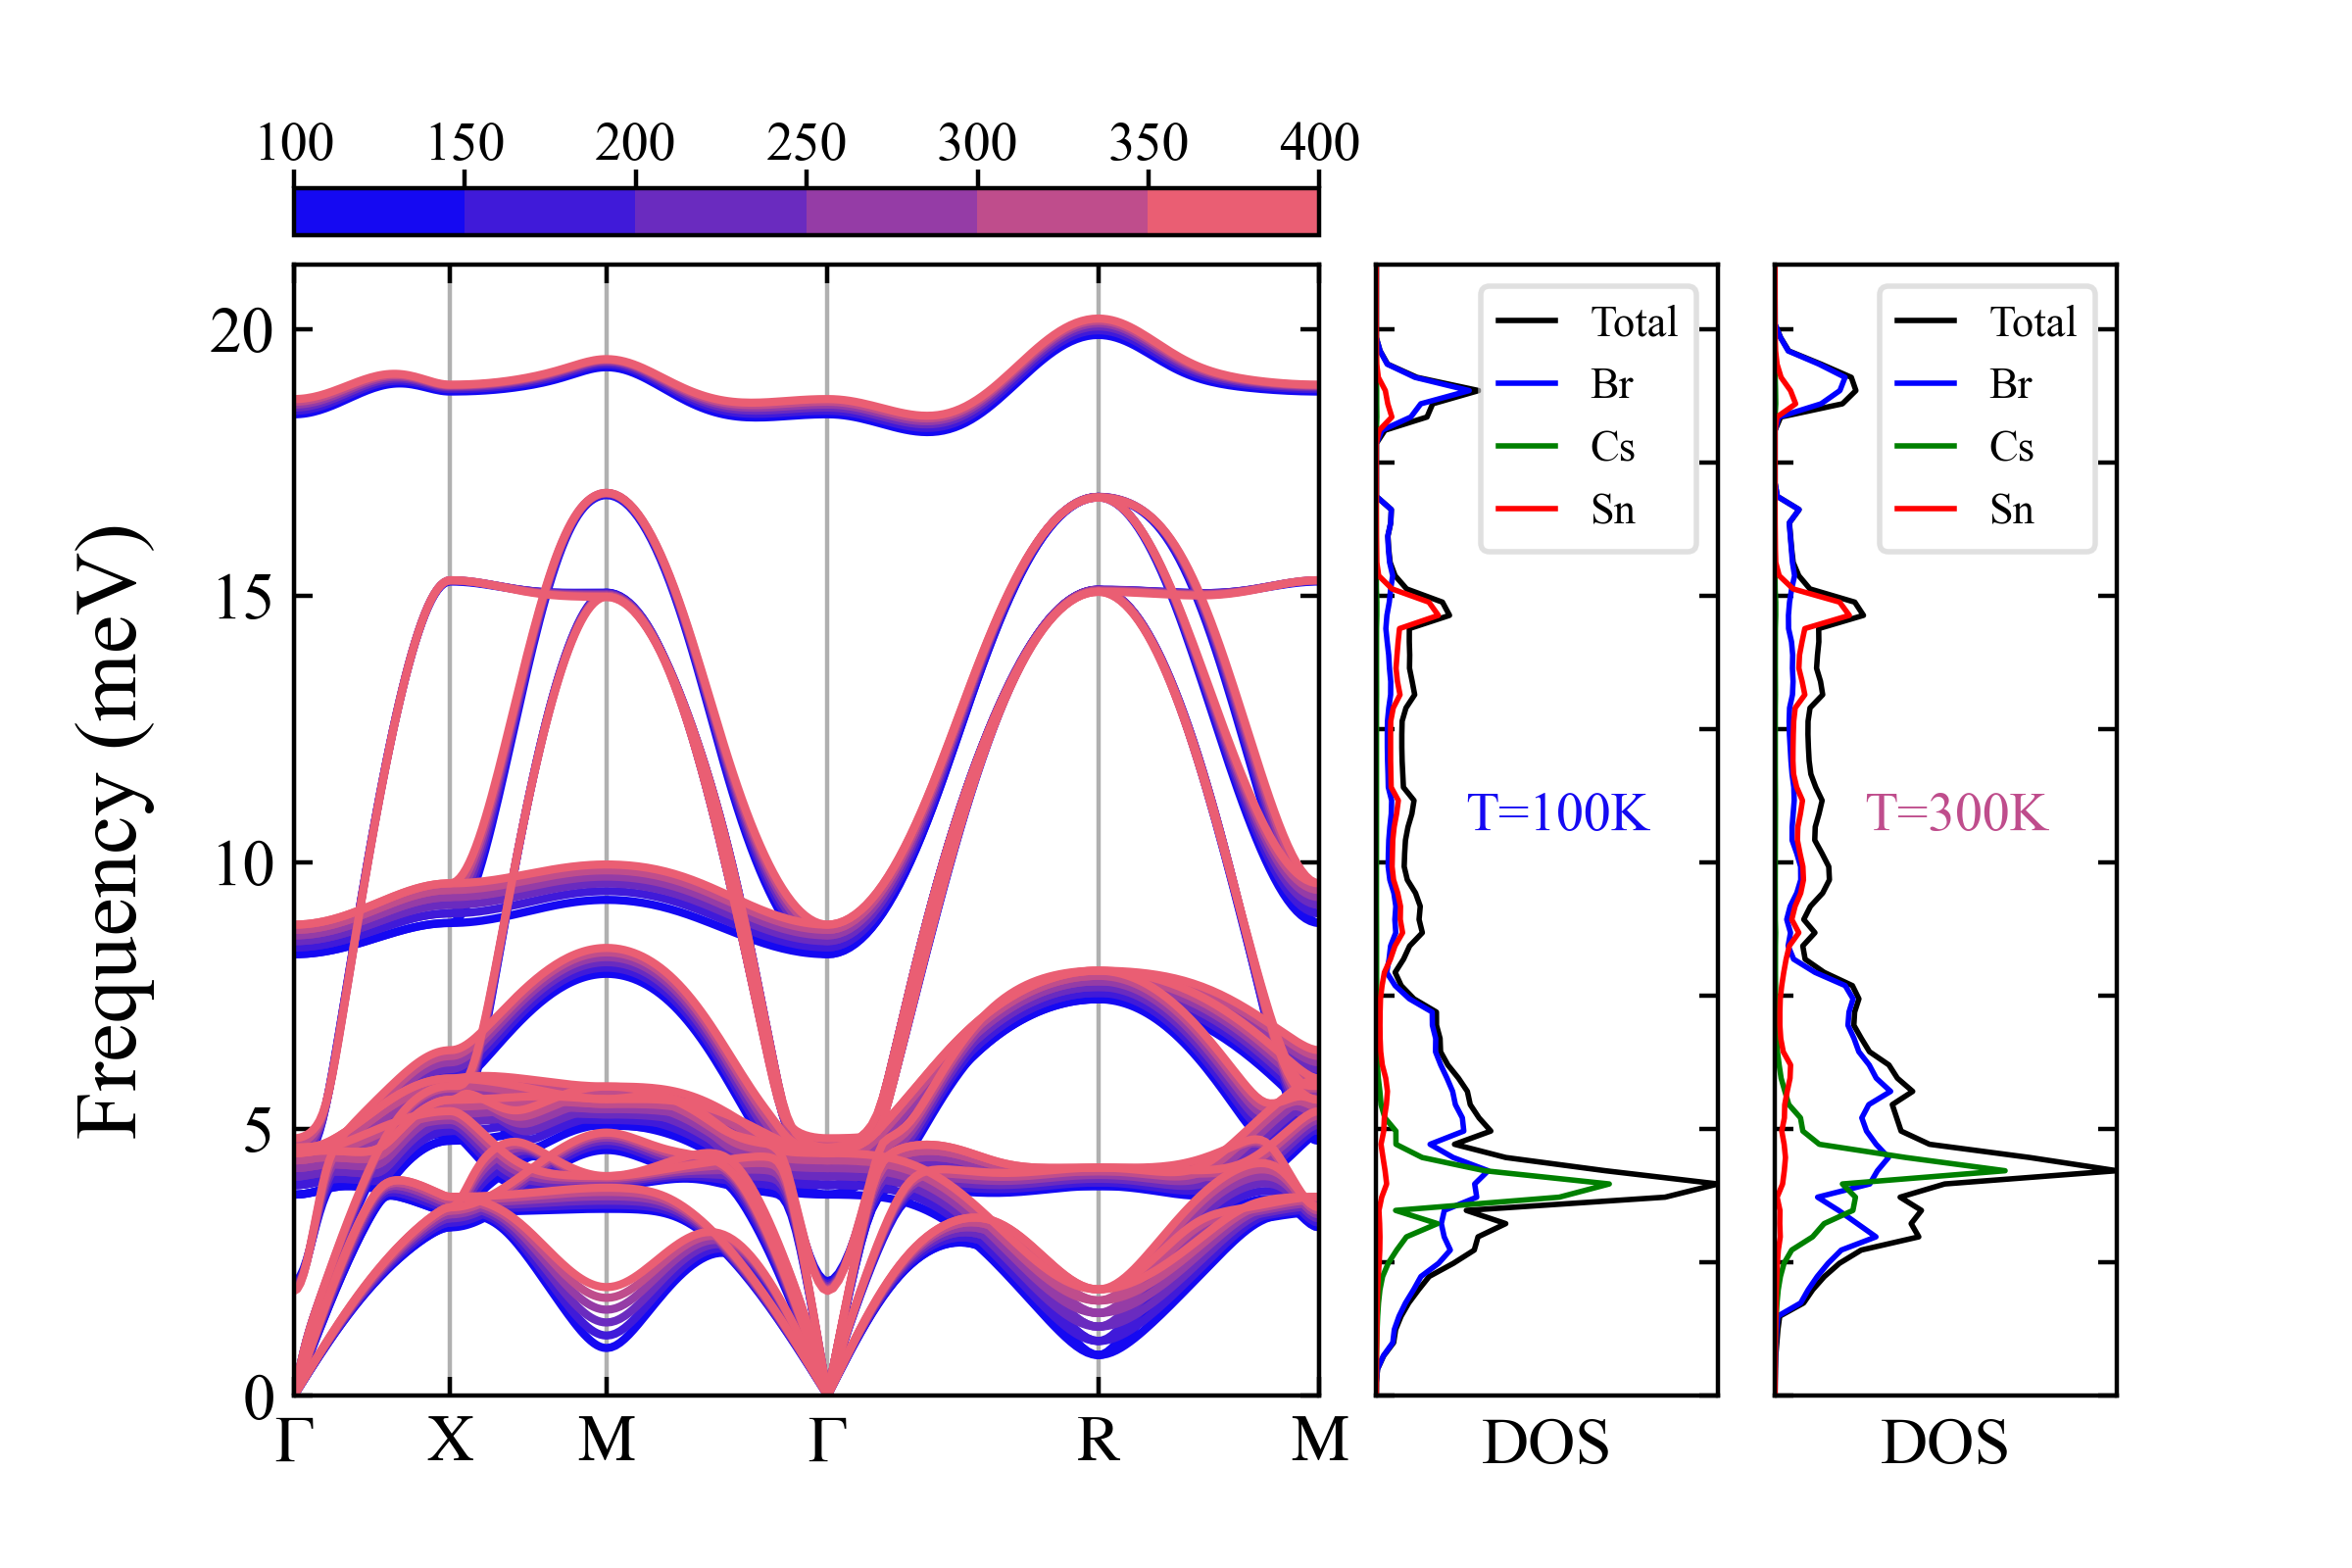 100 150 200 250 300 350 400
Frequency (meV)
20
15
10
5
0
Γ X M Γ R M
Total
Br
Cs
Sn
T=100K
DOS
Total
Br
Cs
Sn
T=300K
DOS